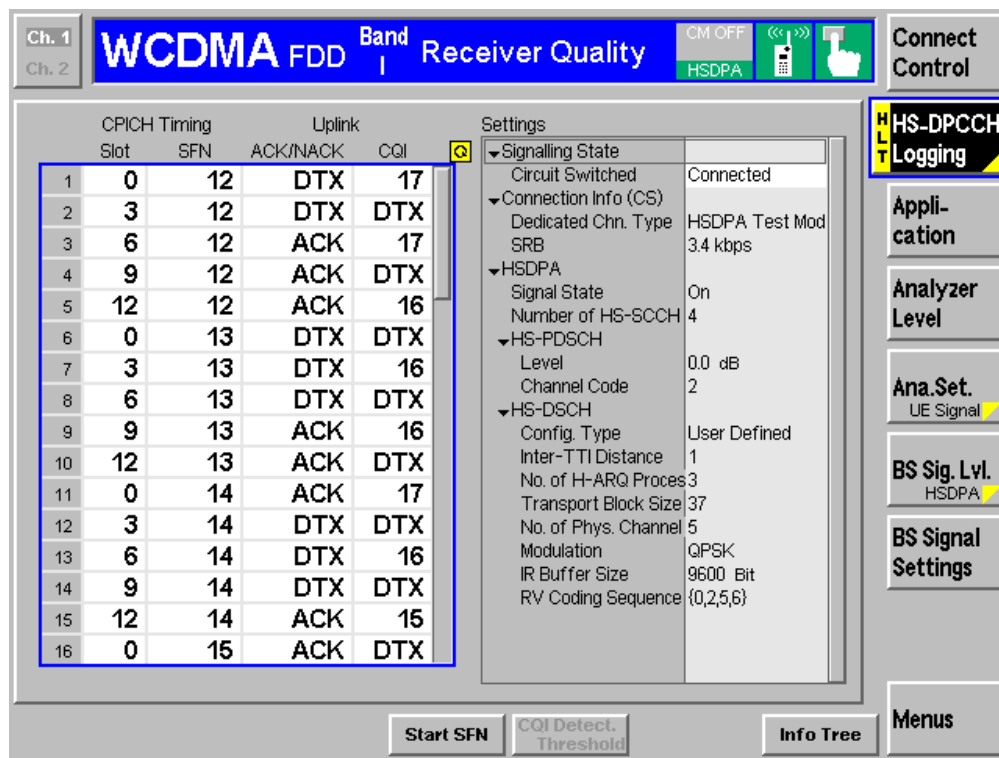 Ch. 1
Ch. 2
WCDMA FDD Band I Receiver Quality
CM OFF
HSDPA
Connect Control
CPICH Timing Uplink
Slot SFN ACK/NACK CQI
1 0 12 DTX 17
2 3 12 DTX DTX
3 6 12 ACK 17
4 9 12 ACK DTX
5 12 12 ACK 16
6 0 13 DTX DTX
7 3 13 DTX 16
8 6 13 DTX DTX
9 9 13 ACK 16
10 12 13 ACK DTX
11 0 14 ACK 17
12 3 14 DTX DTX
13 6 14 DTX 16
14 9 14 DTX DTX
15 12 14 ACK 15
16 0 15 ACK DTX
Settings
Signalling State
Circuit Switched Connected
Connection Info (CS)
Dedicated Chn. Type HSDPA Test Mod
SRB 3.4 kbps
HSDPA
Signal State On
Number of HS-SCCH 4
HS-PDSCH
Level 0.0 dB
Channel Code 2
HS-DSCH
Config. Type User Defined
Inter-TTI Distance 1
No. of H-ARQ Proces 3
Transport Block Size 37
No. of Phys. Channel 5
Modulation QPSK
IR Buffer Size 9600 Bit
RV Coding Sequence {0,2,5,6}
HLT
HS-DPCCH
Logging
Appli-
cation
Analyzer
Level
Ana.Set.
UE Signal
BS Sig. Lvl.
HSDPA
BS Signal
Settings
Menus
Start SFN
CQI Detect.
Threshold
Info Tree